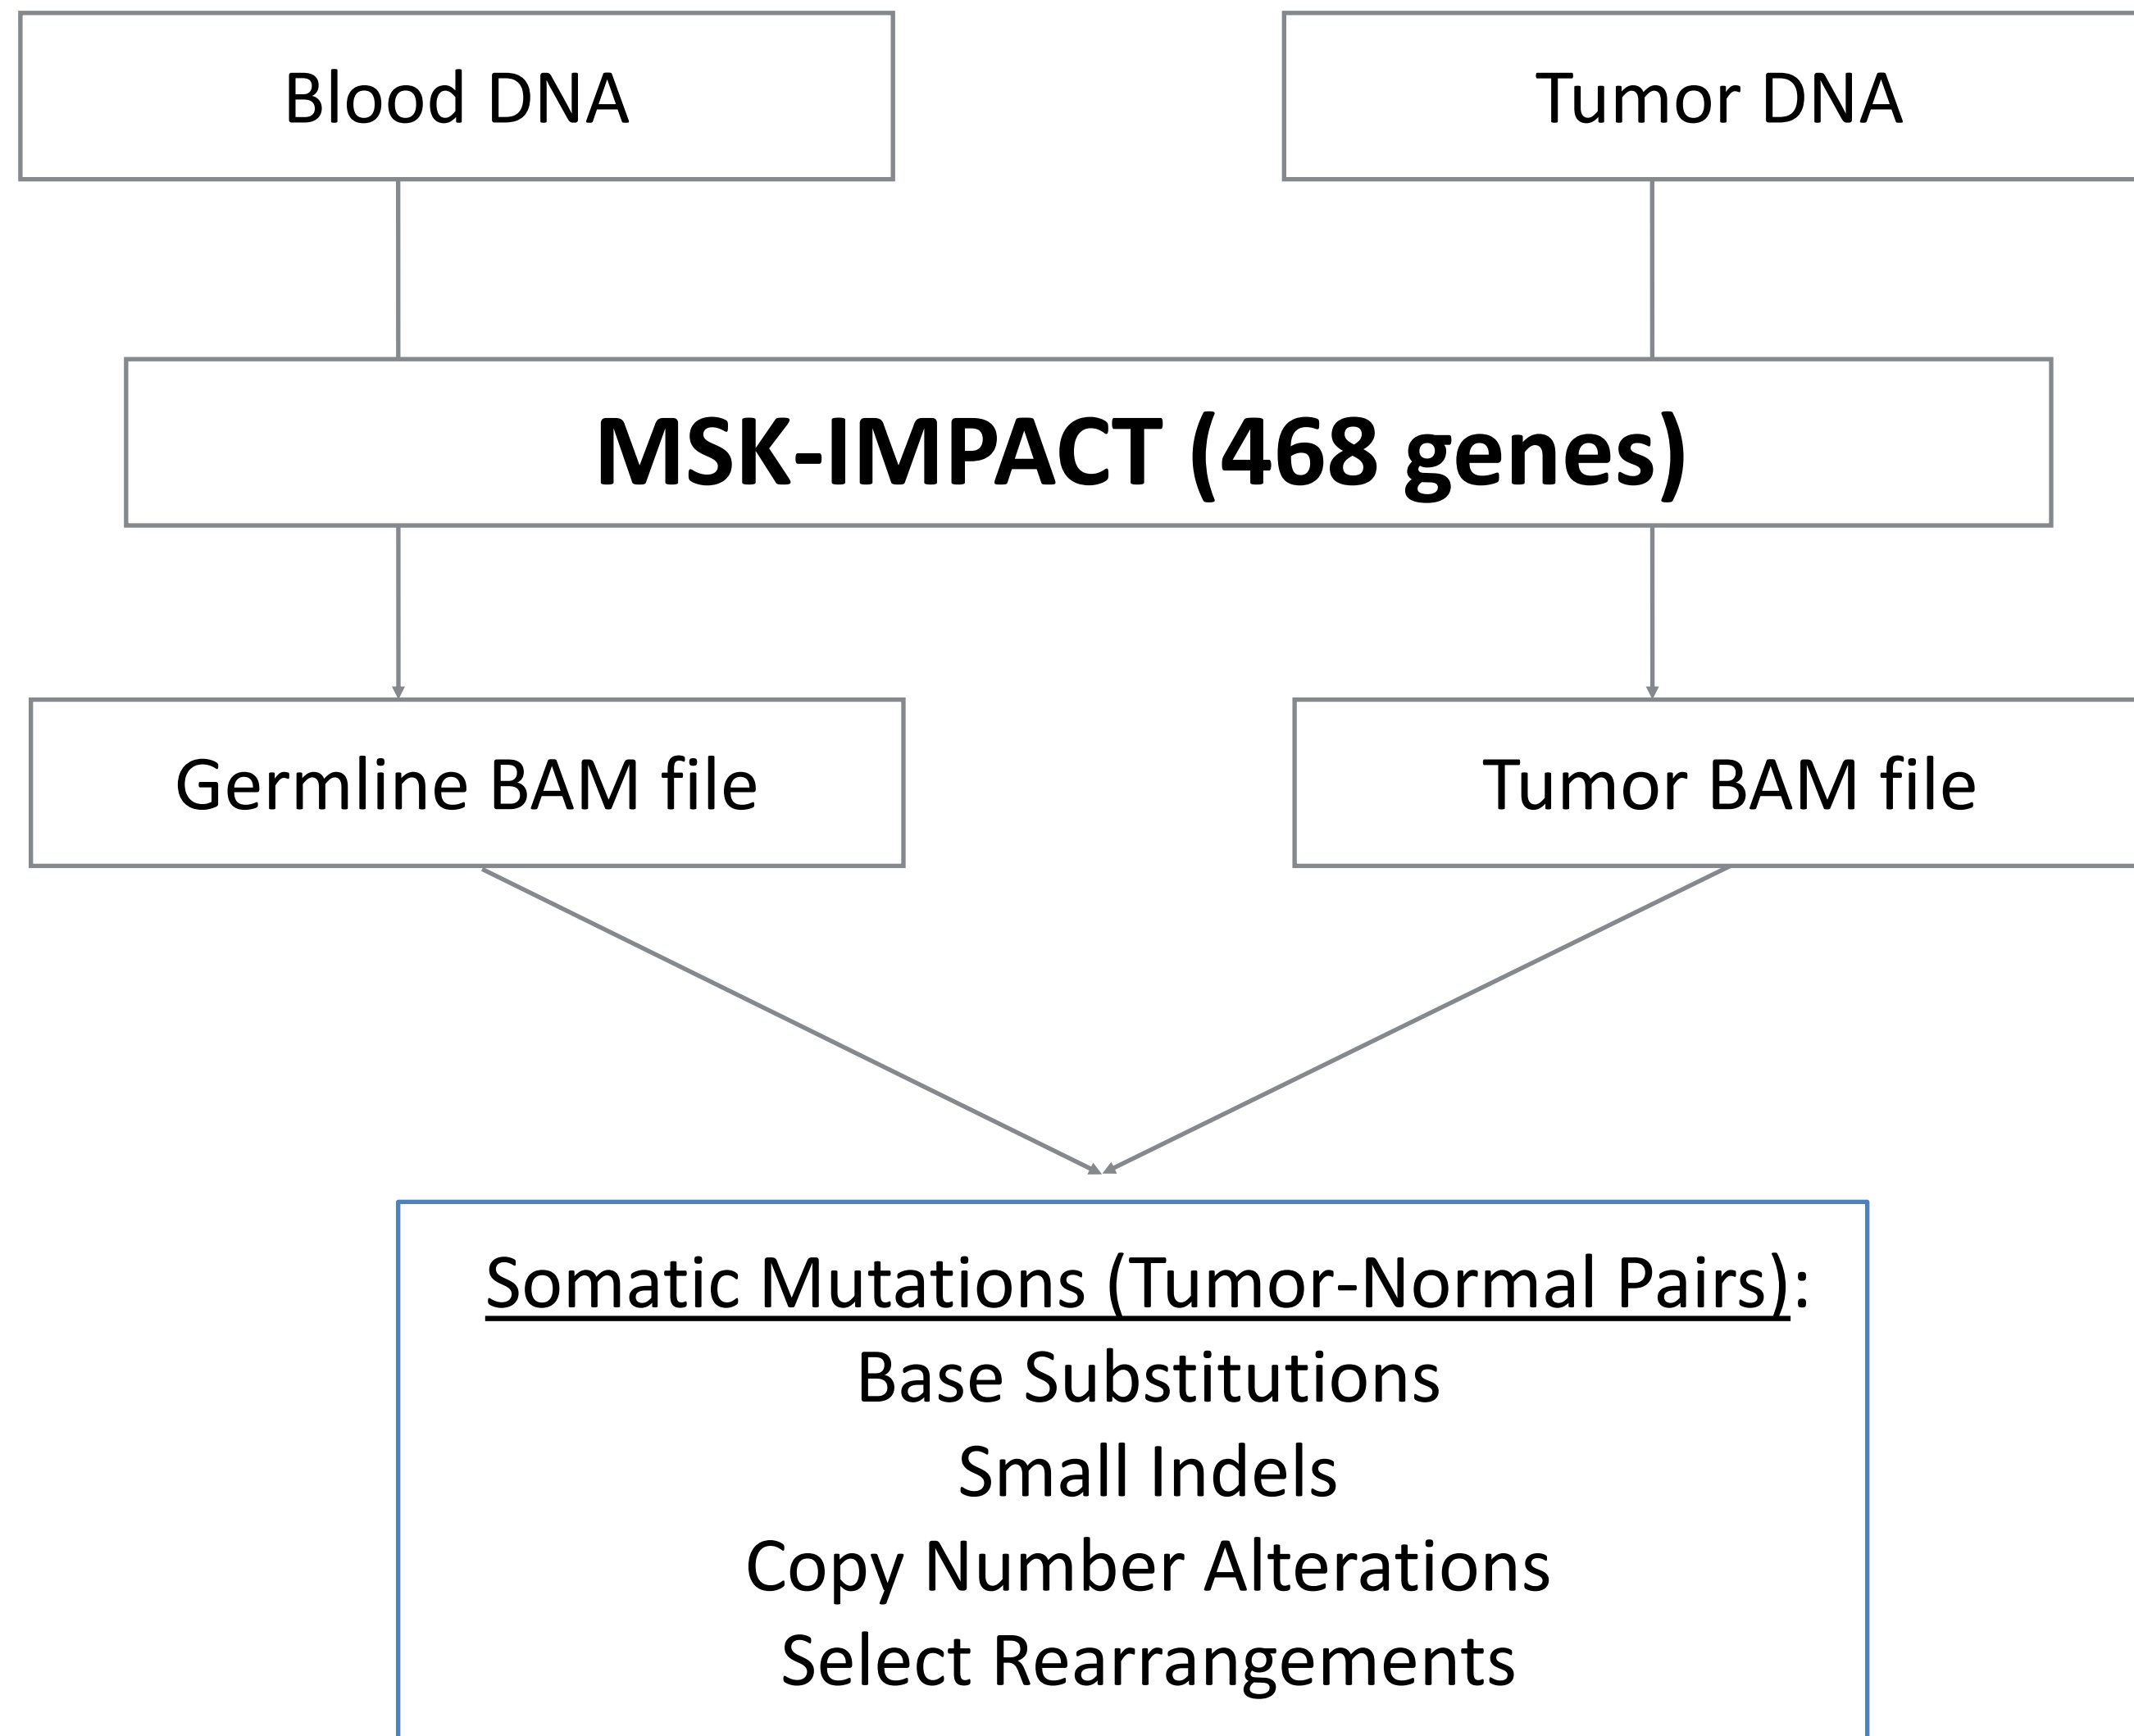 Blood DNA
Tumor DNA
MSK-IMPACT (468 genes)
Germline BAM file
Tumor BAM file
Somatic Mutations (Tumor-Normal Pairs):
Base Substitutions
Small Indels
Copy Number Alterations
Select Rearrangements